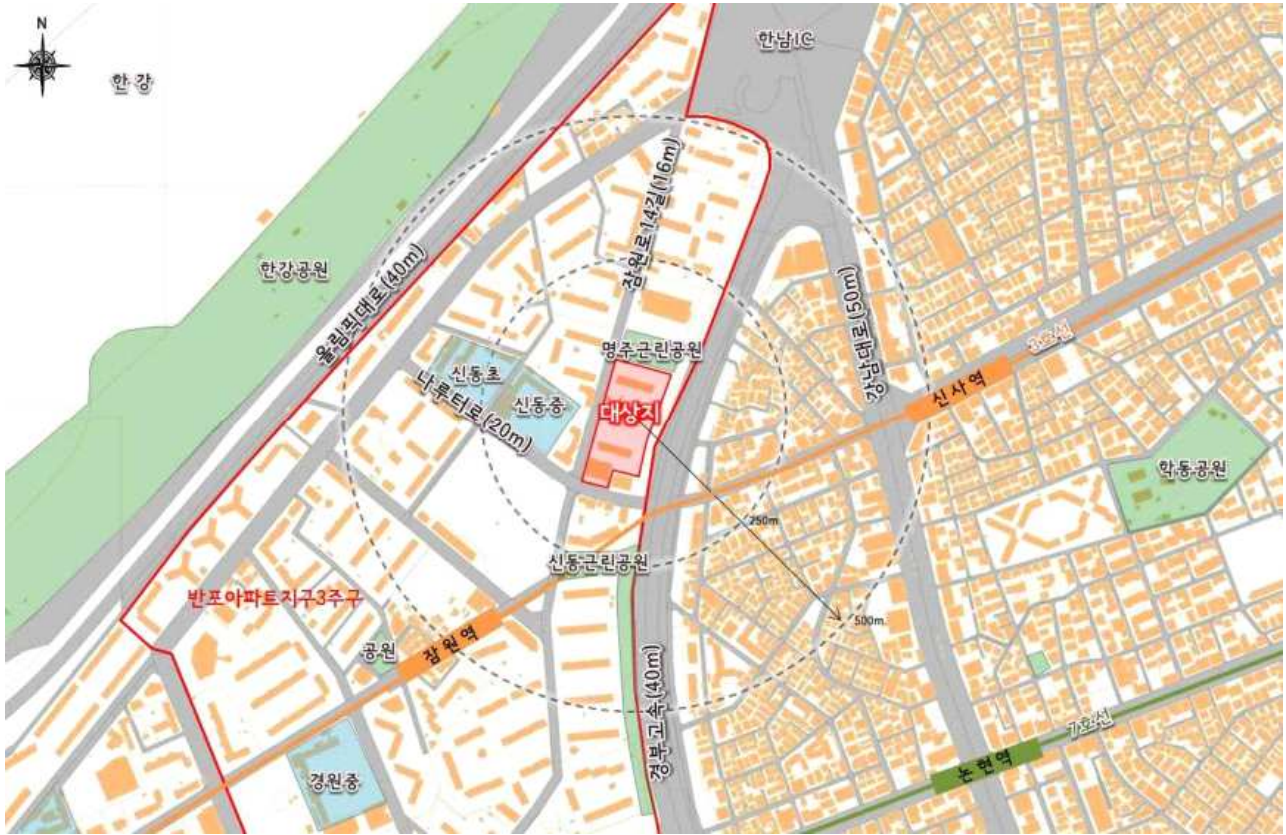 N
한강
한남IC
한강공원
올림픽대로(40m)
잠원로14길(16m)
강남대로(50m)
3호선
신사역
명주근린공원
신동초
신동중
나루터로(20m)
대상지
학동공원
250m
신동근린공원
반포아파트지구3주구
500m
공원
잠원역
경부고속(40m)
7호선
논현역
경원중